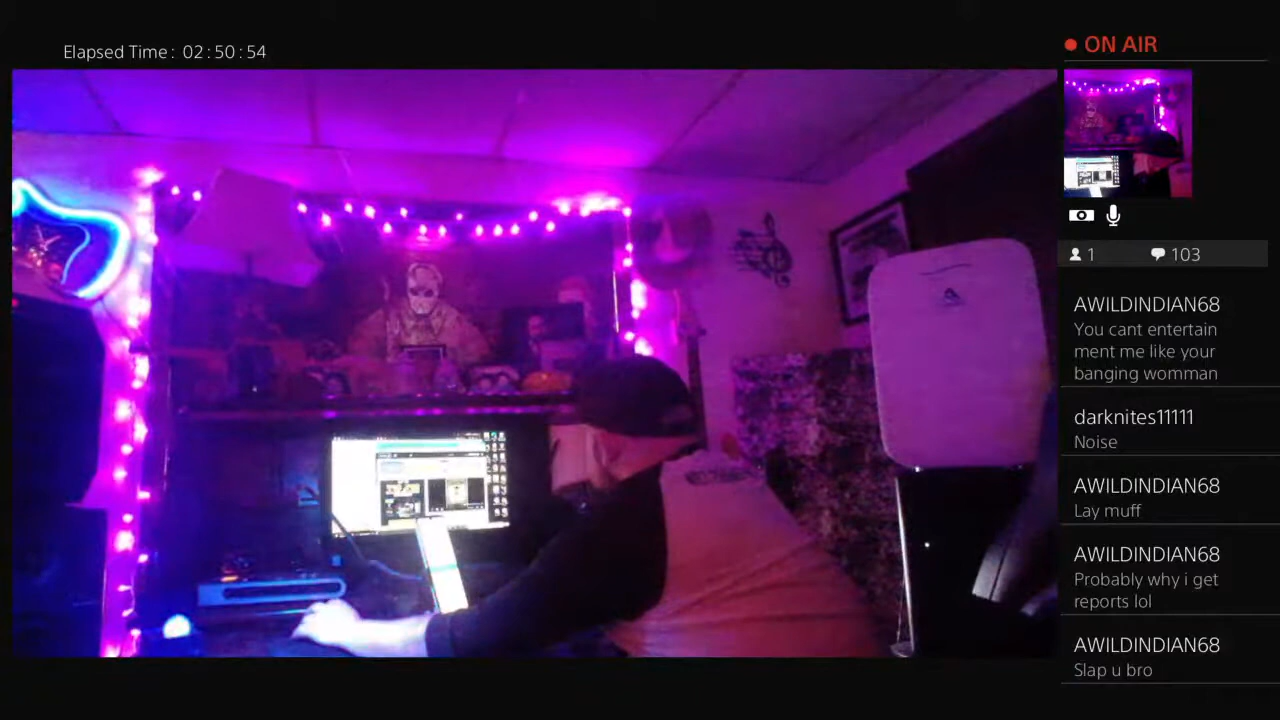 Elapsed Time: 02:50:54
ON AIR
1 103
AWILDINDIAN68
You cant entertain
ment me like your
banging womman
darknites11111
Noise
AWILDINDIAN68
Lay muff
AWILDINDIAN68
Probably why i get
reports lol
AWILDINDIAN68
Slap u bro